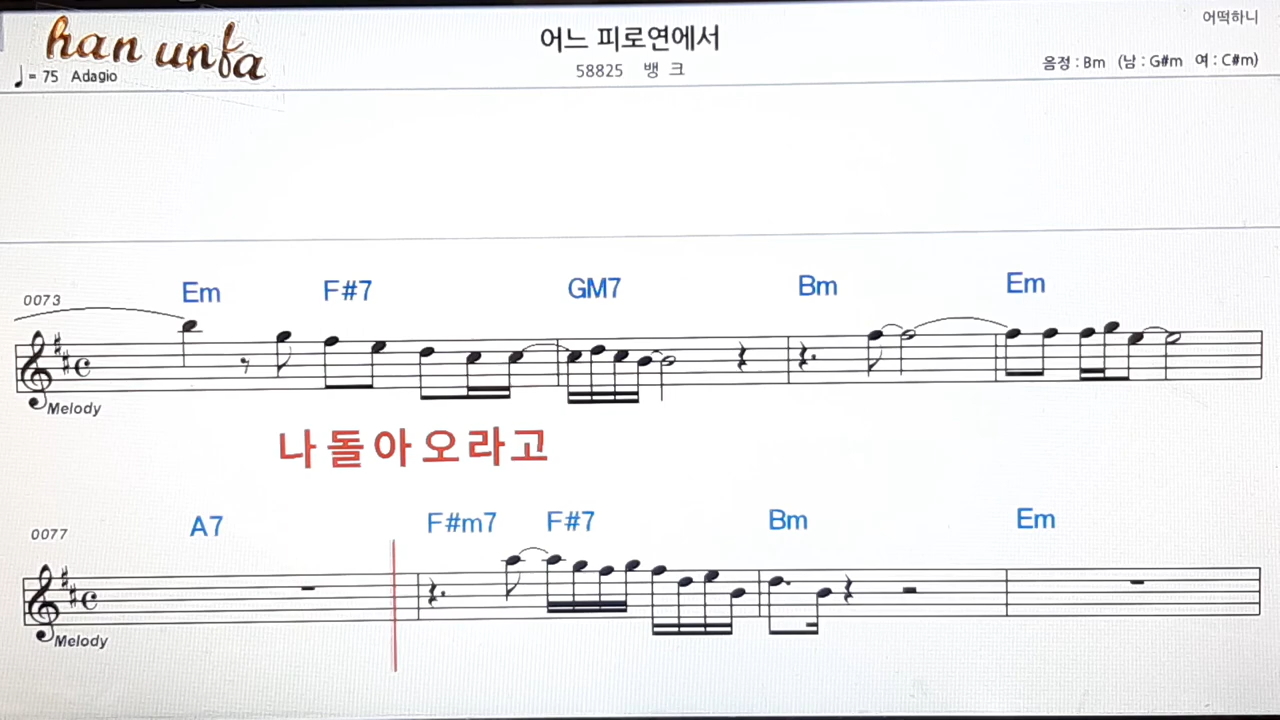 han unfa
어떡하니
어느 피로연에서
♩= 75 Adagio
58825 뱅 크
음정 : Bm (남 : G#m 여 : C#m)
0073
Em F#7 GM7 Bm Em
Melody
나 돌 아 오 라 고
0077
A7 F#m7 F#7 Bm Em
Melody